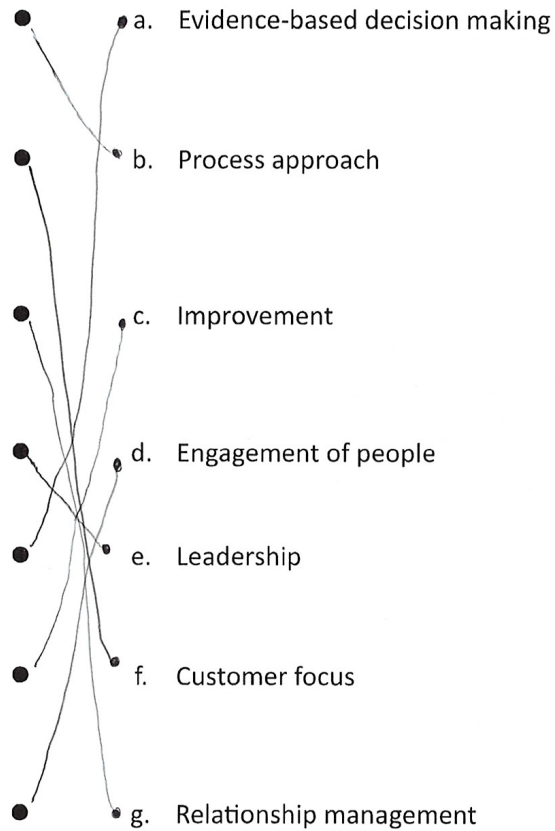 a. Evidence-based decision making
b. Process approach
c. Improvement
d. Engagement of people
e. Leadership
f. Customer focus
g. Relationship management